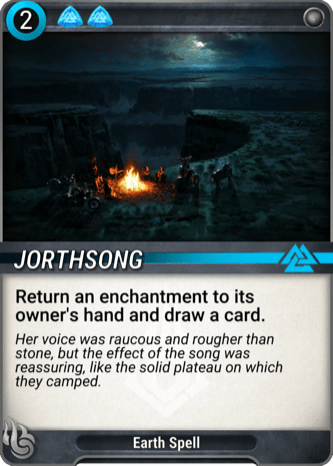 2
JORTHSONG
Return an enchantment to its
owner's hand and draw a card.
Her voice was raucous and rougher than
stone, but the effect of the song was
reassuring, like the solid plateau on which
they camped.
Earth Spell